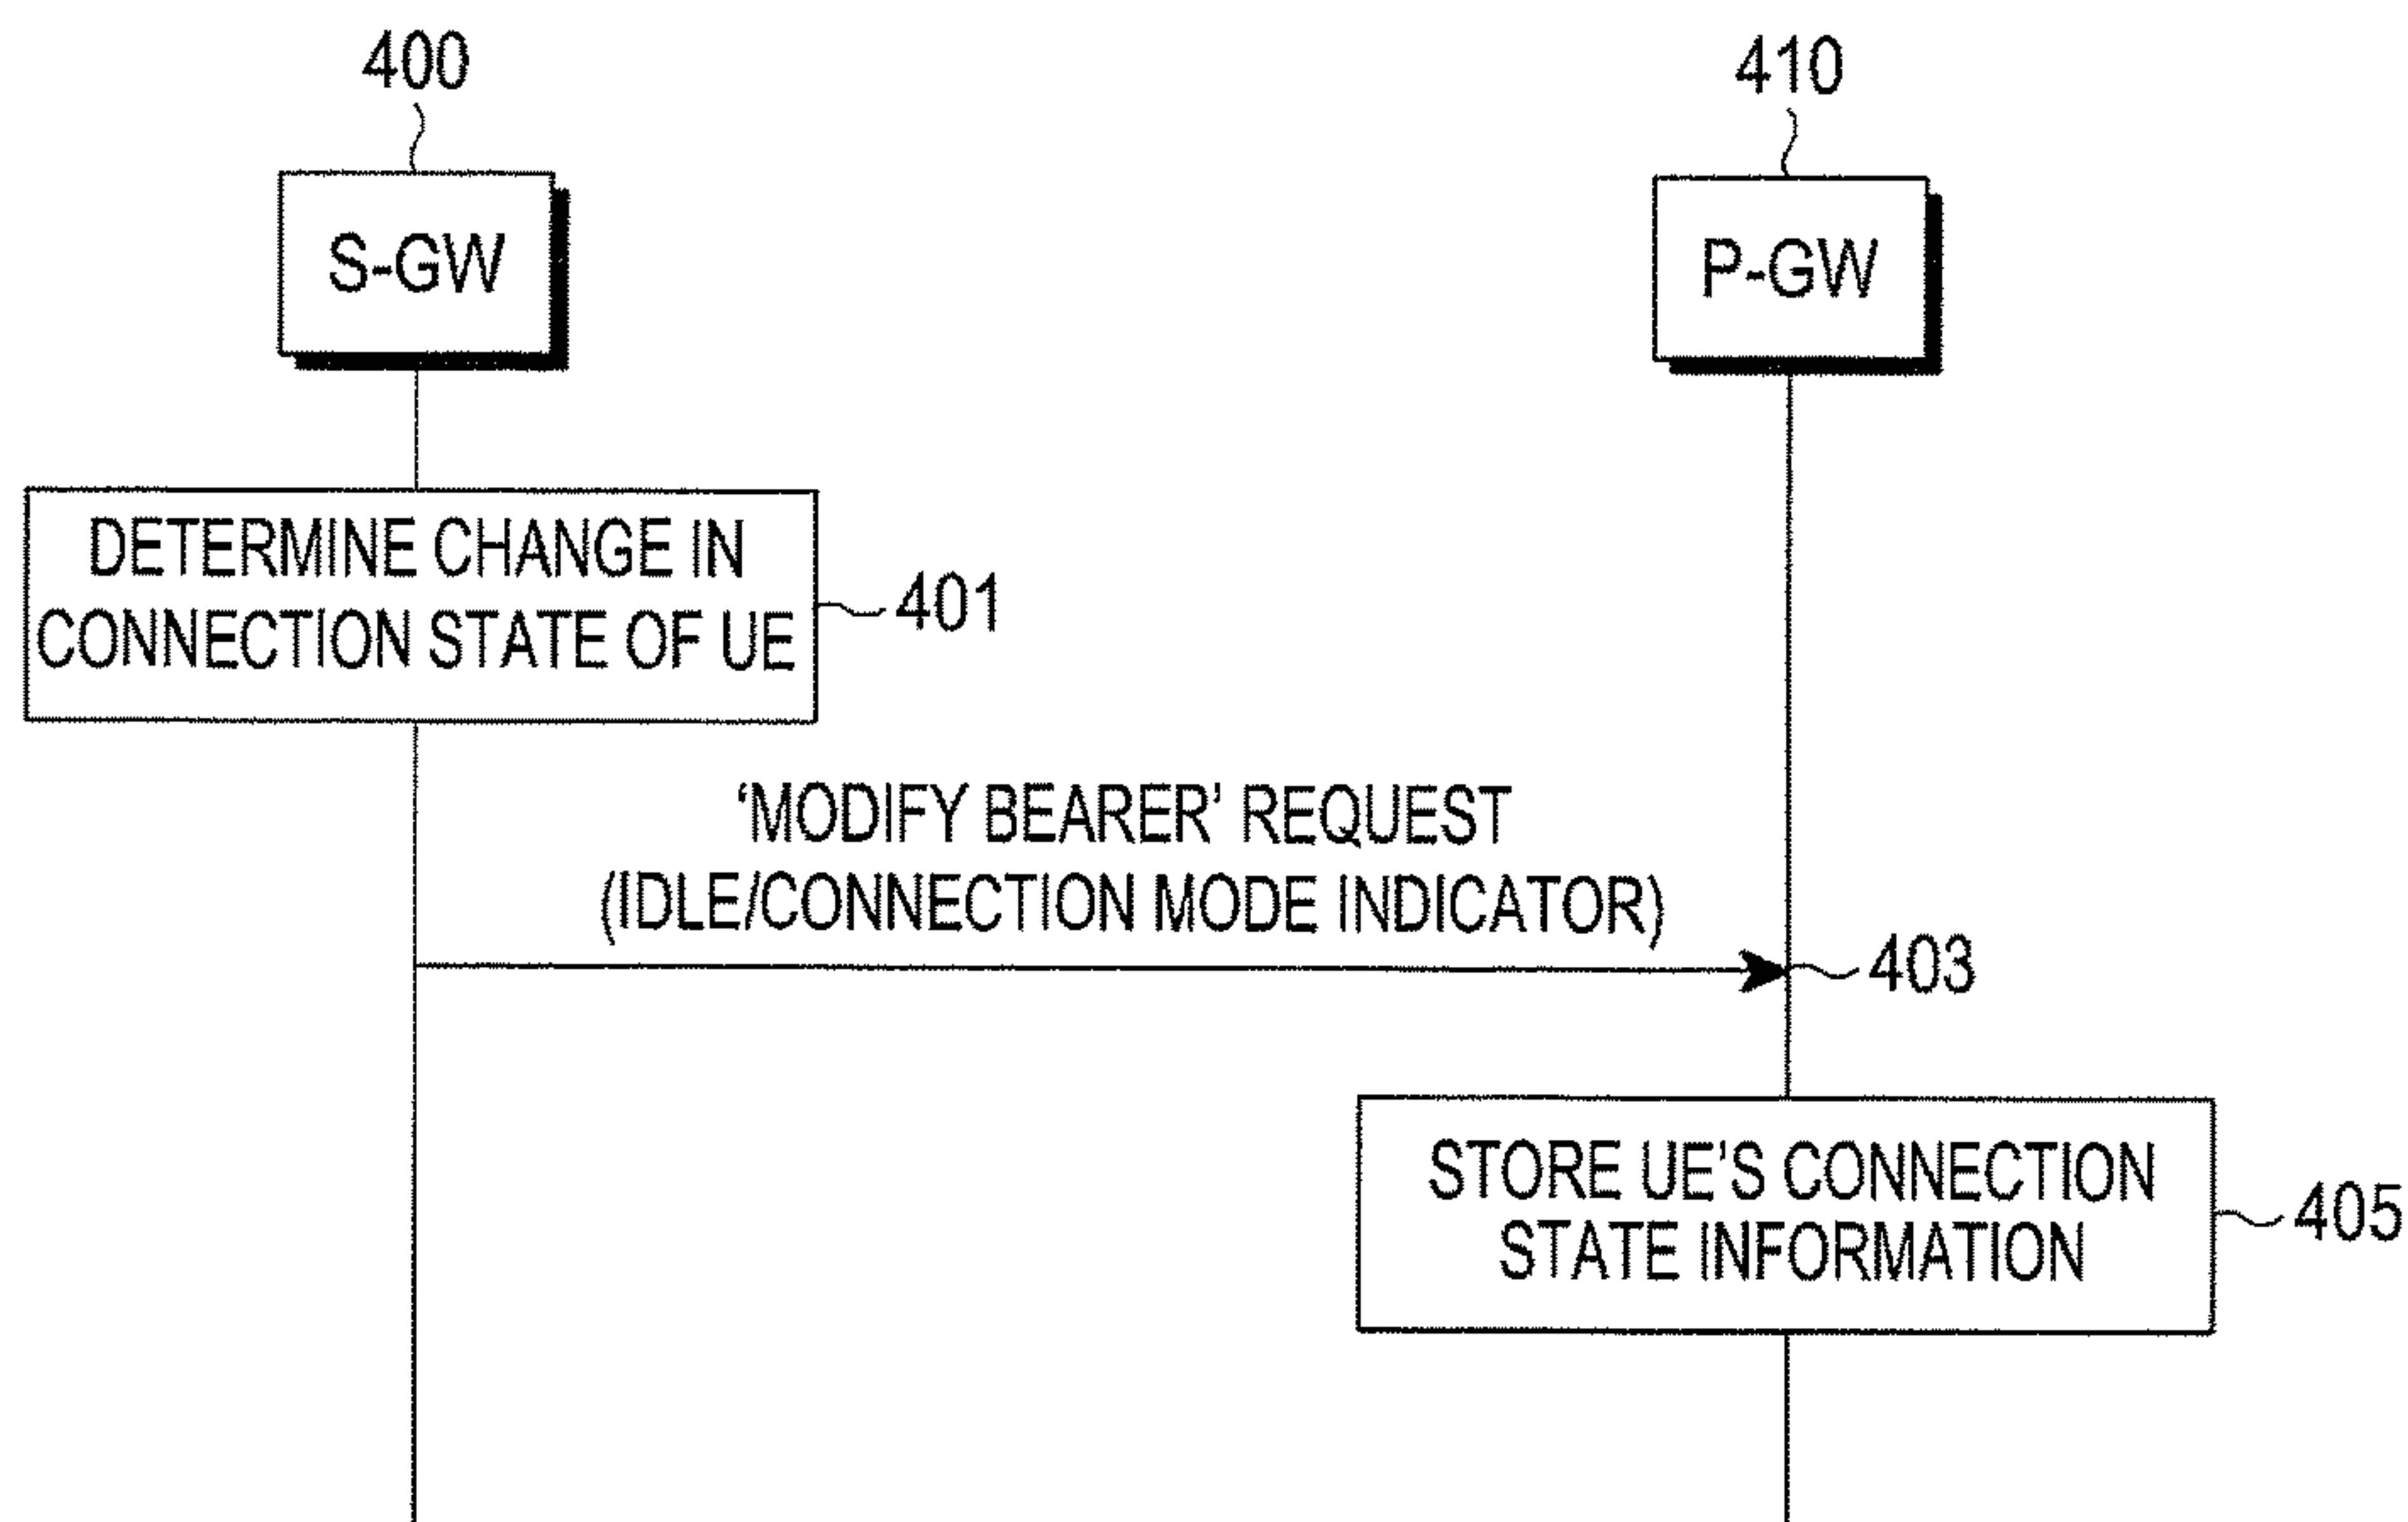 400
410
S-GW
P-GW
DETERMINE CHANGE IN
CONNECTION STATE OF UE
401
‘MODIFY BEARER’ REQUEST
(IDLE/CONNECTION MODE INDICATOR)
403
STORE UE’S CONNECTION
STATE INFORMATION
405